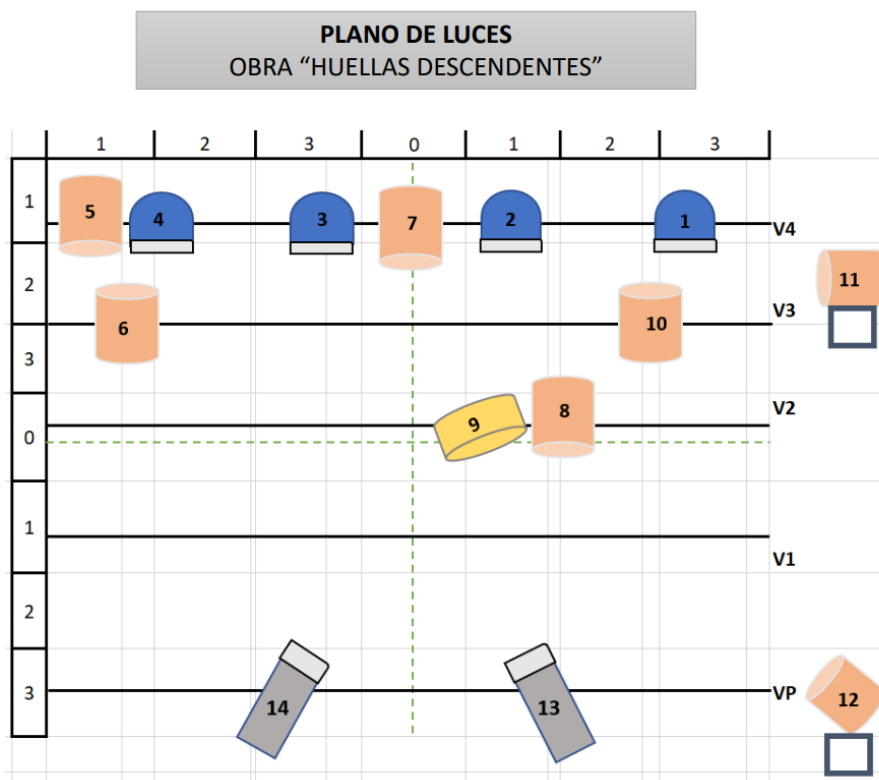 PLANO DE LUCES
OBRA “HUELLAS DESCENDENTES”
1 2 3 0 1 2 3
1 5 4 3 7 2 1 V4
2 11
6 10 V3
3
9 8 V2
0
1
V1
2
3 14 13 VP 12